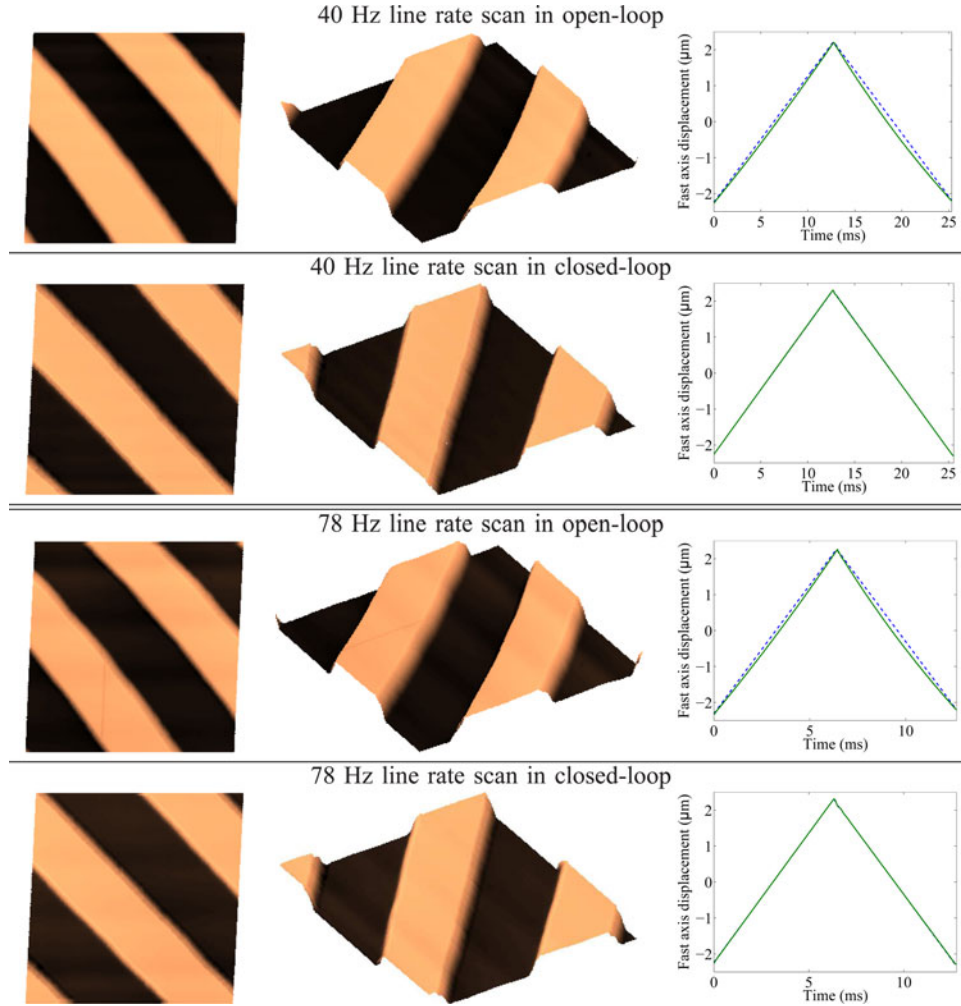 40 Hz line rate scan in open-loop
Fast axis displacement (µm)
2
1
0
−1
−2
0 5 10 15 20 25
Time (ms)
40 Hz line rate scan in closed-loop
Fast axis displacement (µm)
2
1
0
−1
−2
0 5 10 15 20 25
Time (ms)
78 Hz line rate scan in open-loop
Fast axis displacement (µm)
2
1
0
−1
−2
0 5 10
Time (ms)
78 Hz line rate scan in closed-loop
Fast axis displacement (µm)
2
1
0
−1
−2
0 5 10
Time (ms)